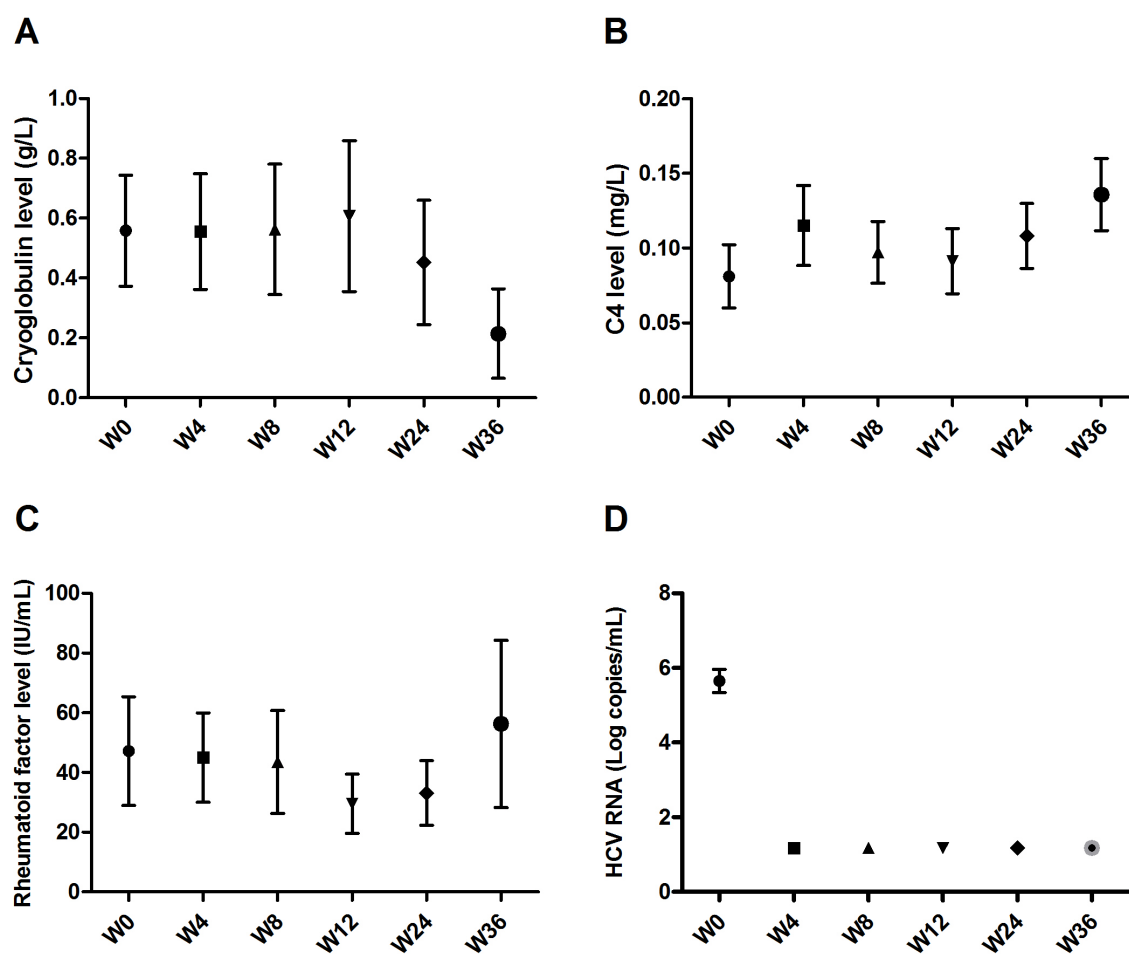 A
Cryoglobulin level (g/L)
1.0
0.8
0.6
0.4
0.2
0.0
W0 W4 W8 W12 W24 W36
B
C4 level (mg/L)
0.20
0.15
0.10
0.05
0.00
W0 W4 W8 W12 W24 W36
C
Rheumatoid factor level (IU/mL)
100
80
60
40
20
0
W0 W4 W8 W12 W24 W36
D
HCV RNA (Log copies/mL)
8
6
4
2
0
W0 W4 W8 W12 W24 W36